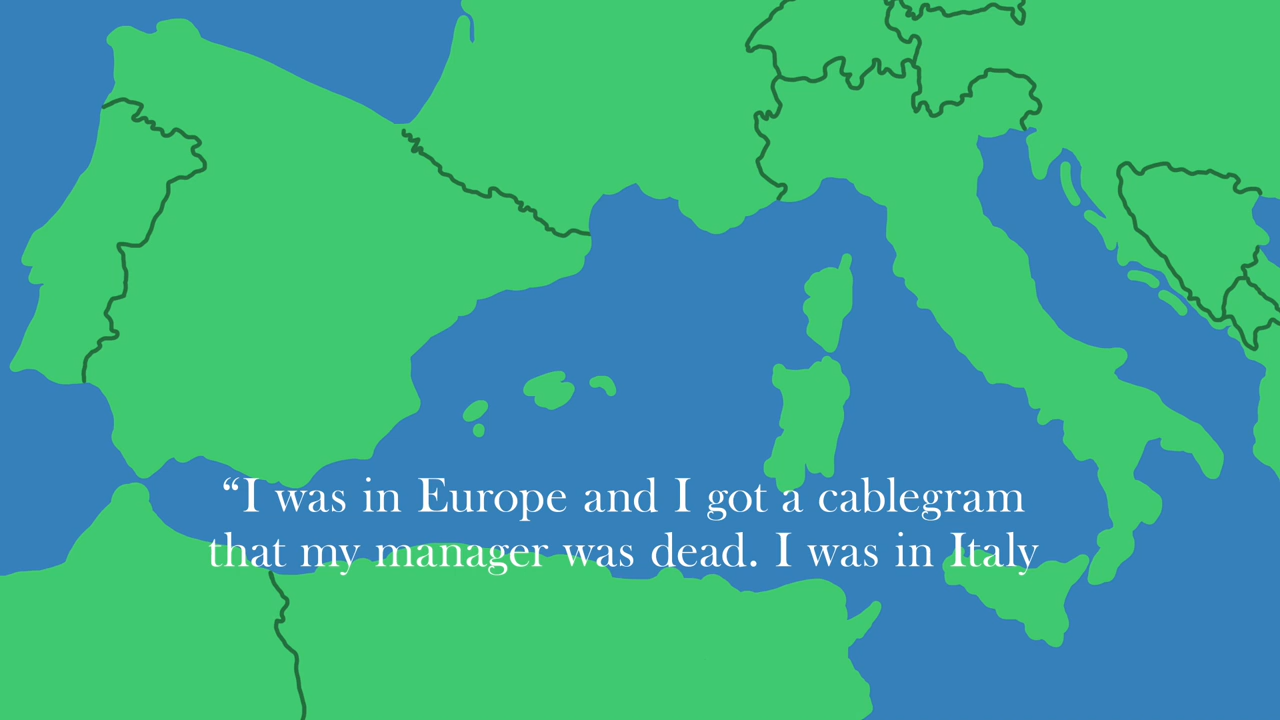 “I was in Europe and I got a cablegram
that my manager was dead. I was in Italy